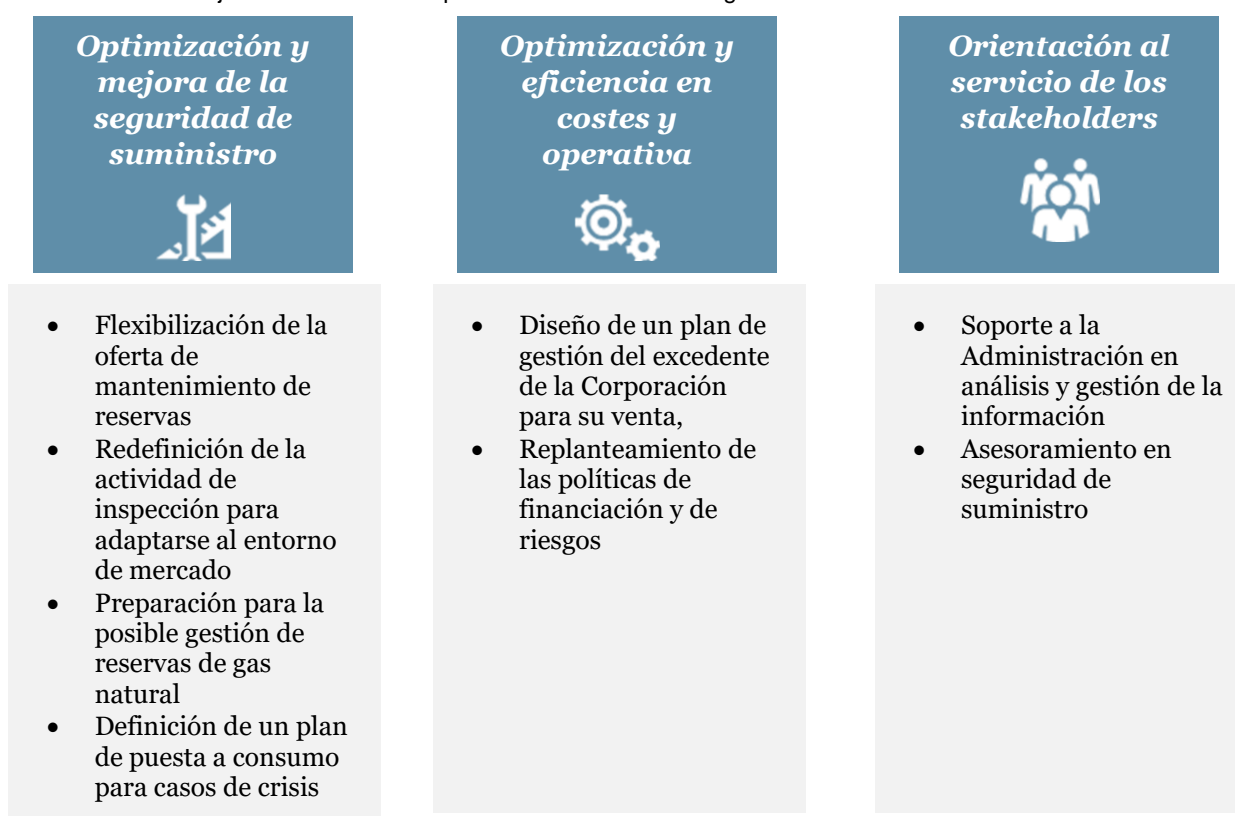 Optimización y
mejora de la
seguridad de
suministro
• Flexibilización de la
oferta de
mantenimiento de
reservas
• Redefinición de la
actividad de
inspección para
adaptarse al entorno
de mercado
• Preparación para la
posible gestión de
reservas de gas
natural
• Definición de un plan
de puesta a consumo
para casos de crisis
Optimización y
eficiencia en
costes y
operativa
• Diseño de un plan de
gestión del excedente
de la Corporación
para su venta,
• Replanteamiento de
las políticas de
financiación y de
riesgos
Orientación al
servicio de los
stakeholders
• Soporte a la
Administración en
análisis y gestión de la
información
• Asesoramiento en
seguridad de
suministro